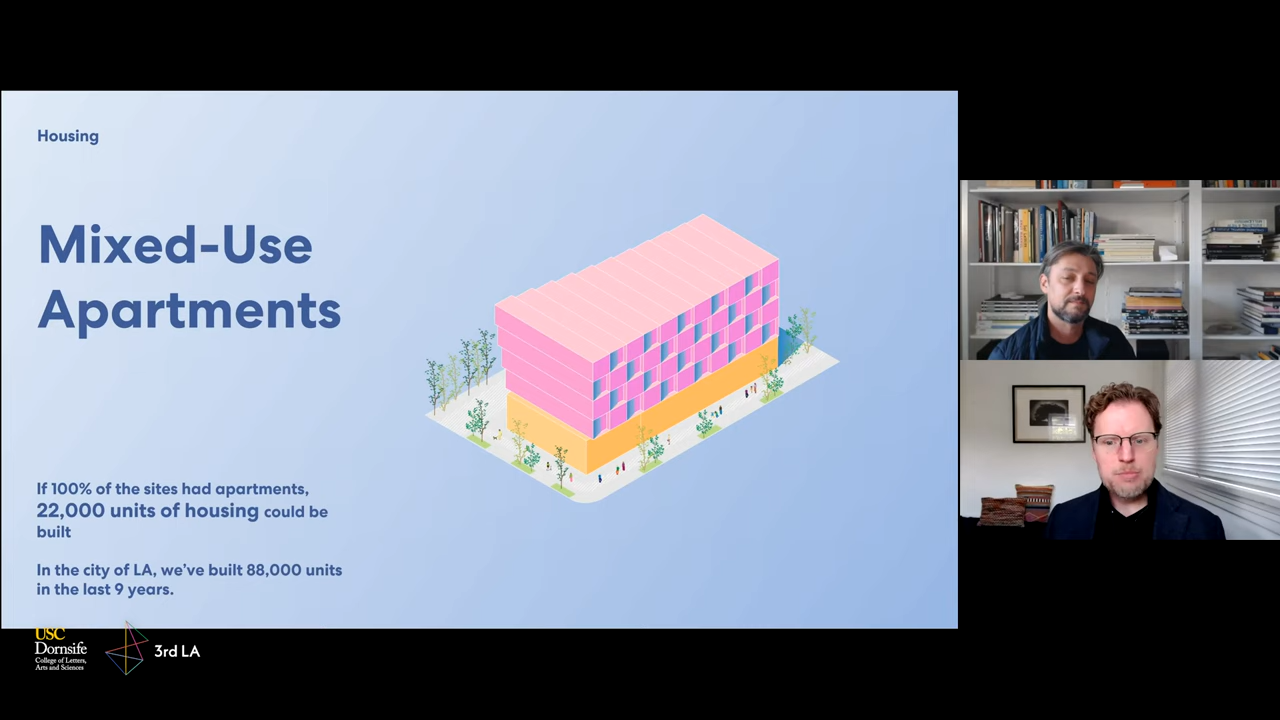 Housing
Mixed-Use
Apartments
If 100% of the sites had apartments,
22,000 units of housing could be
built
In the city of LA, we've built 88,000 units
in the last 9 years.
USC
Dornsife
College of Letters,
Arts and Sciences
3rd LA